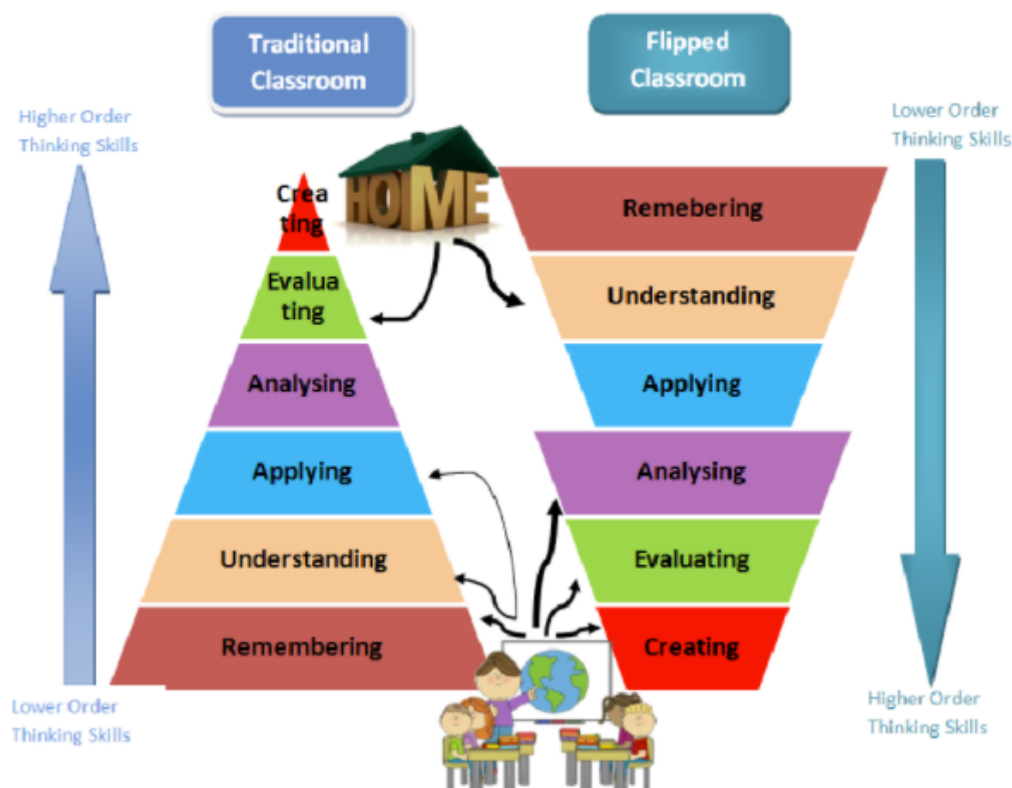 Traditional
Classroom
Flipped
Classroom
Higher Order
Thinking Skills
Lower Order
Thinking Skills
HOME
Crea
ting
Evalua
ting
Analysing
Applying
Understanding
Remembering
Remebering
Understanding
Applying
Analysing
Evaluating
Creating
Lower Order
Thinking Skills
Higher Order
Thinking Skills